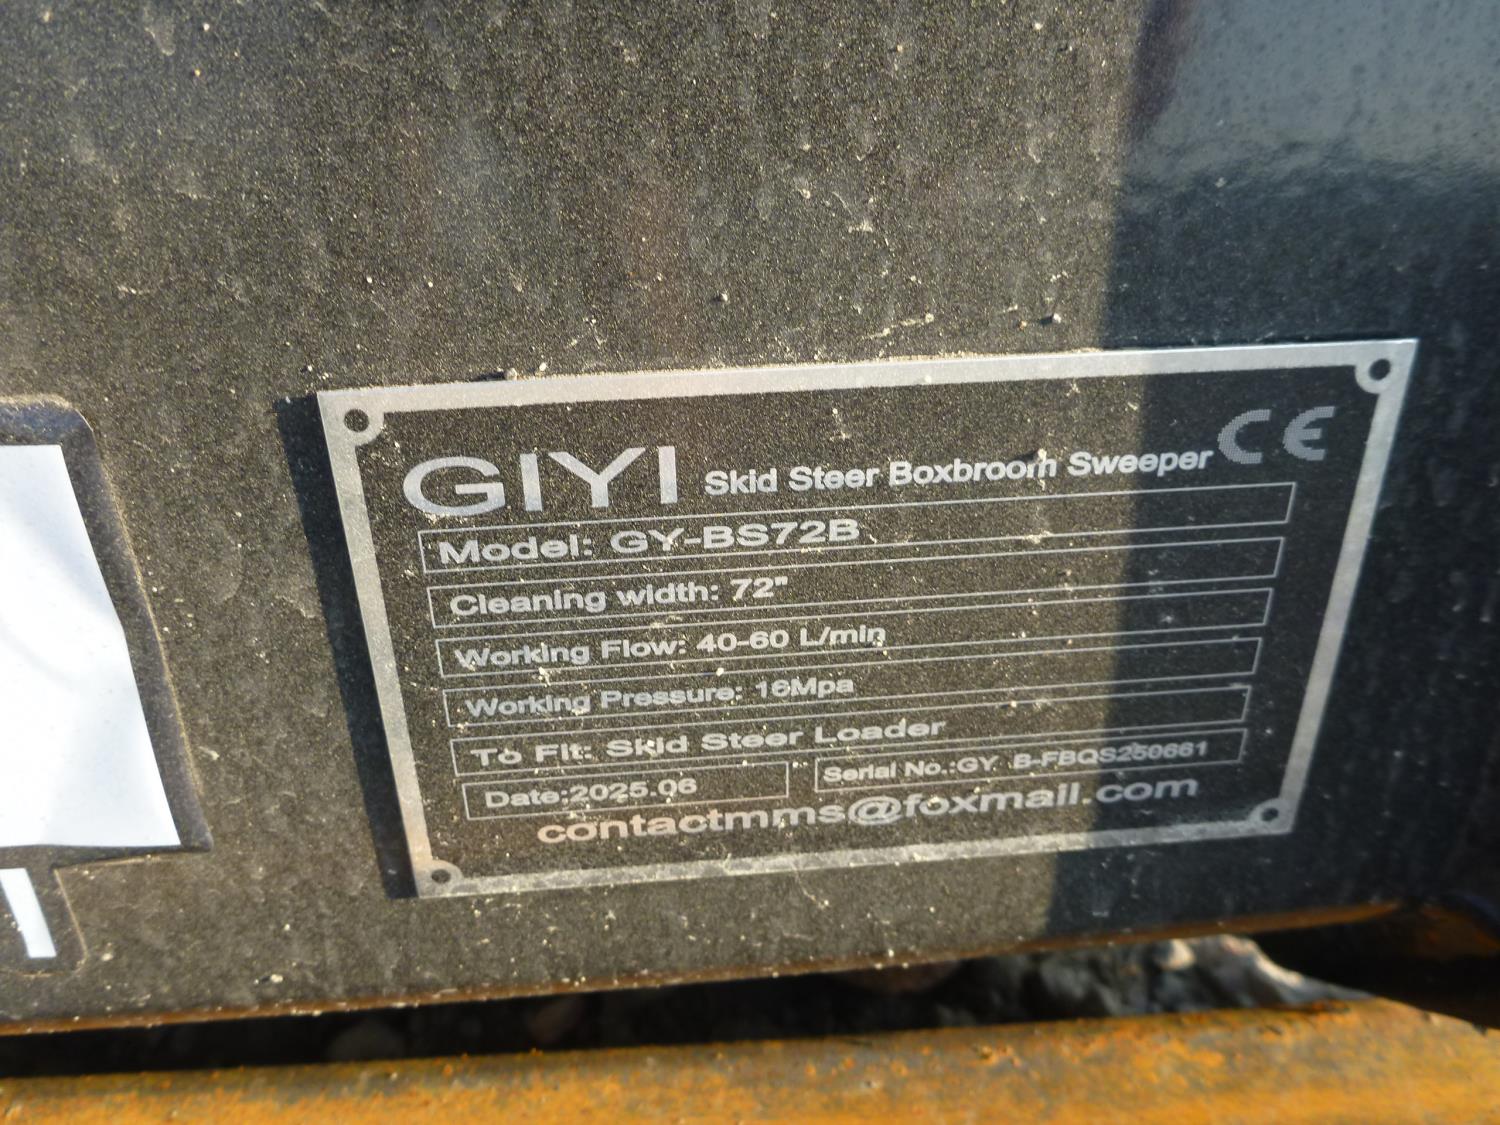 GIYI Skid Steer Boxbroom Sweeper CE
Model: GY-BS72B
Cleaning width: 72"
Working Flow: 40-60 L/min
Working Pressure: 16Mpa
To Fit: Skid Steer Loader
Date:2025.06 Serial No.:GY B-FBQS250661
contactmms@foxmail.com